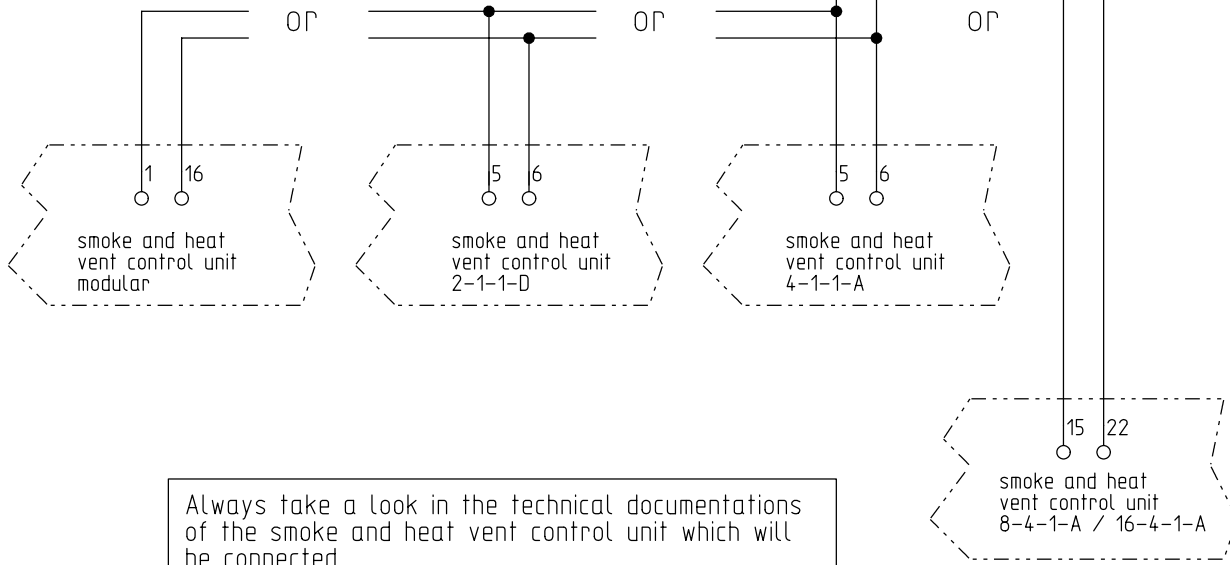 or
or
or
1
16
5
6
5
6
smoke and heat
vent control unit
modular
smoke and heat
vent control unit
2-1-1-D
smoke and heat
vent control unit
4-1-1-A
15
22
smoke and heat
vent control unit
8-4-1-A / 16-4-1-A
Always take a look in the technical documentations
of the smoke and heat vent control unit which will
be connected